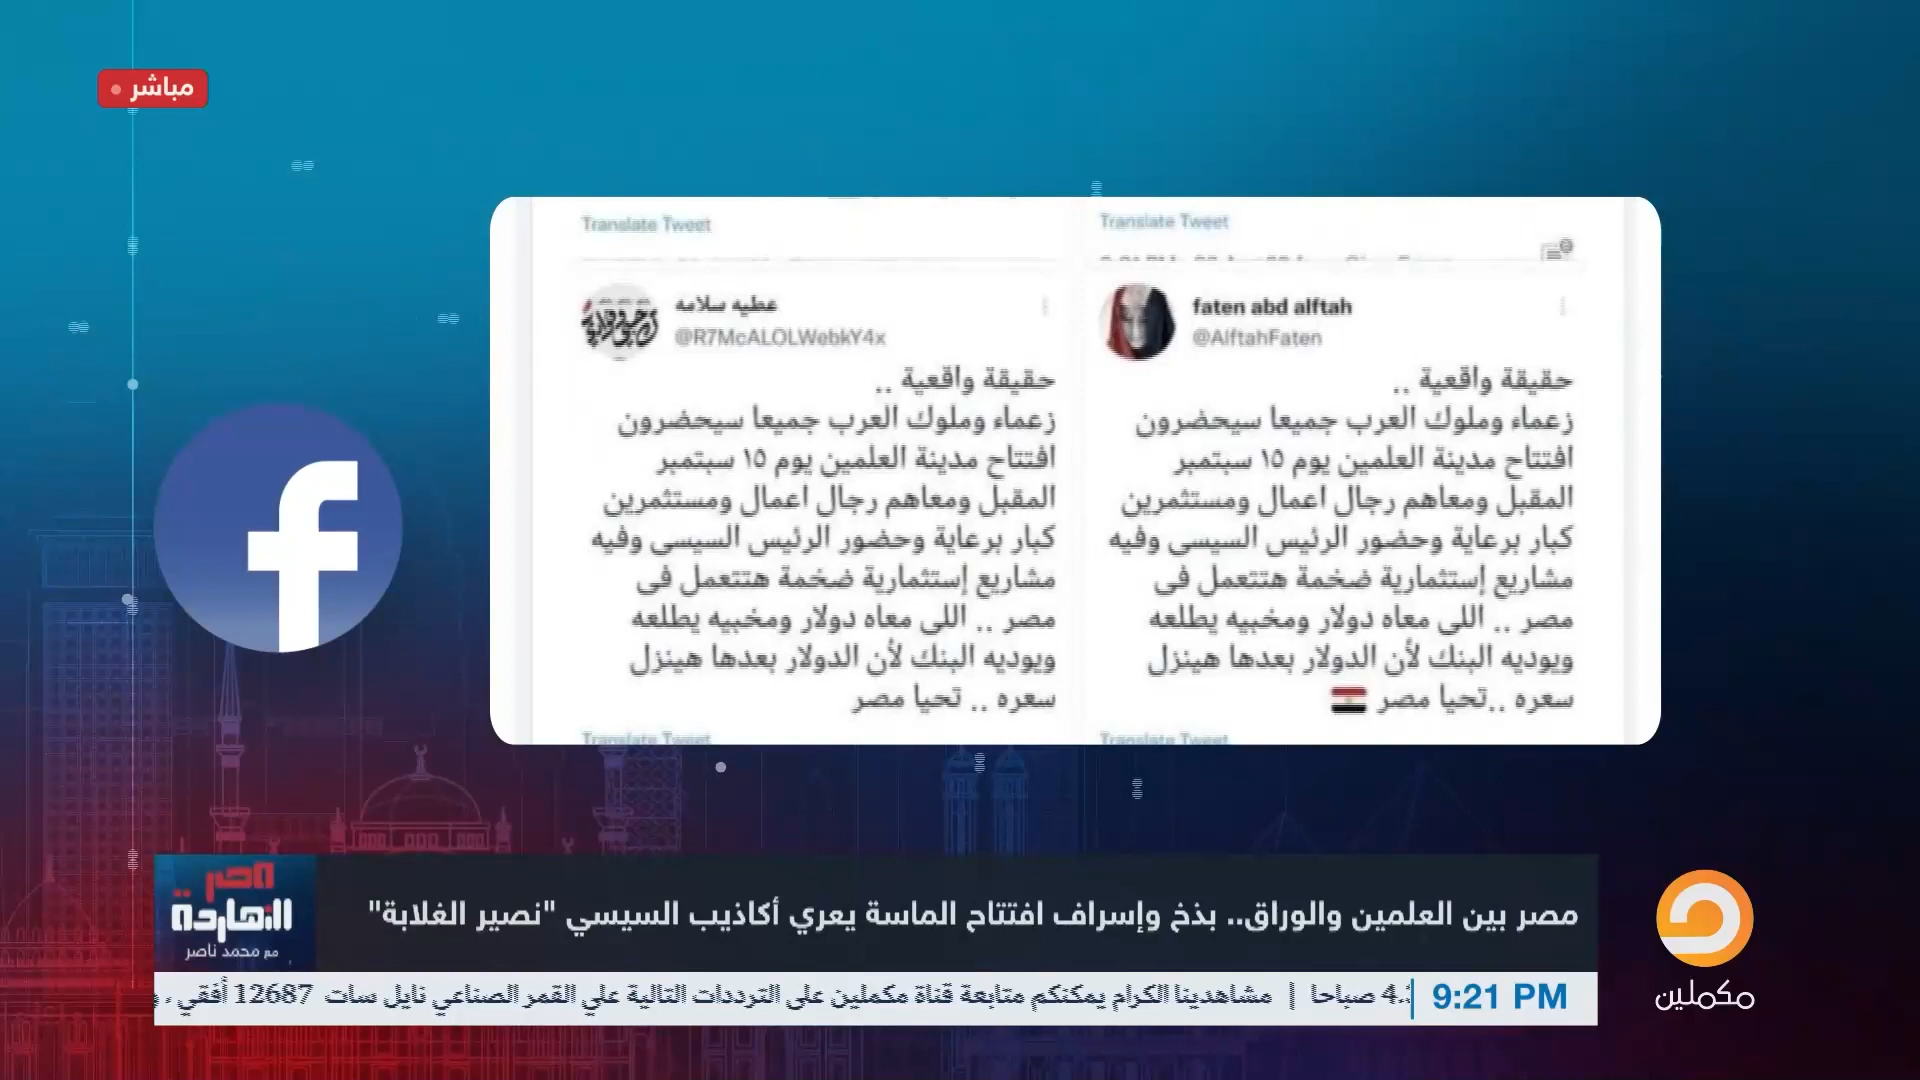 مباشر
Translate Tweet
Translate Tweet
faten abd alftah
@AlftahFaten
حقيقة واقعية ..
زعماء وملوك العرب جميعا سيحضرون
افتتاح مدينة العلمين يوم ١٥ سبتمبر
المقبل ومعاهم رجال اعمال ومستثمرين
كبار برعاية وحضور الرئيس السيسى وفيه
مشاريع إستثمارية ضخمة هتتعمل فى
مصر .. اللى معاه دولار ومخبيه يطلعه
ويوديه البنك لأن الدولار بعدها هينزل
سعره ..تحيا مصر 🇪🇬
Translate Tweet
عطيه سلامه
@R7McALOLWebkY4x
حقيقة واقعية ..
زعماء وملوك العرب جميعا سيحضرون
افتتاح مدينة العلمين يوم ١٥ سبتمبر
المقبل ومعاهم رجال اعمال ومستثمرين
كبار برعاية وحضور الرئيس السيسى وفيه
مشاريع إستثمارية ضخمة هتتعمل فى
مصر .. اللى معاه دولار ومخبيه يطلعه
ويوديه البنك لأن الدولار بعدها هينزل
سعره .. تحيا مصر
Translate Tweet
مصر بين العلمين والوراق.. بذخ وإسراف افتتاح الماسة يعري أكاذيب السيسي "نصير الغلابة"
مصر
النهاردة
مع محمد ناصر
9:21 PM
صباحا | مشاهدينا الكرام يمكنكم متابعة قناة مكملين على الترددات التالية علي القمر الصناعي نايل سات 12687 أفقي
مكملين